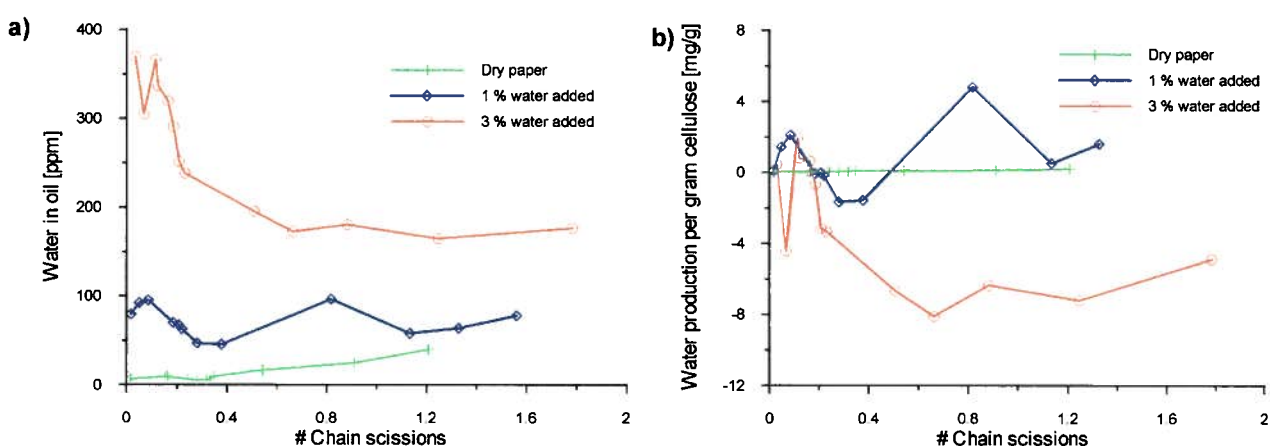 a)
Water in oil [ppm]
400
300
200
100
0
Dry paper
1 % water added
3 % water added
0 0.4 0.8 1.2 1.6 2
# Chain scissions
b)
Water production per gram cellulose [mg/g]
8
4
0
-4
-8
-12
Dry paper
1 % water added
3 % water added
0 0.4 0.8 1.2 1.6 2
# Chain scissions